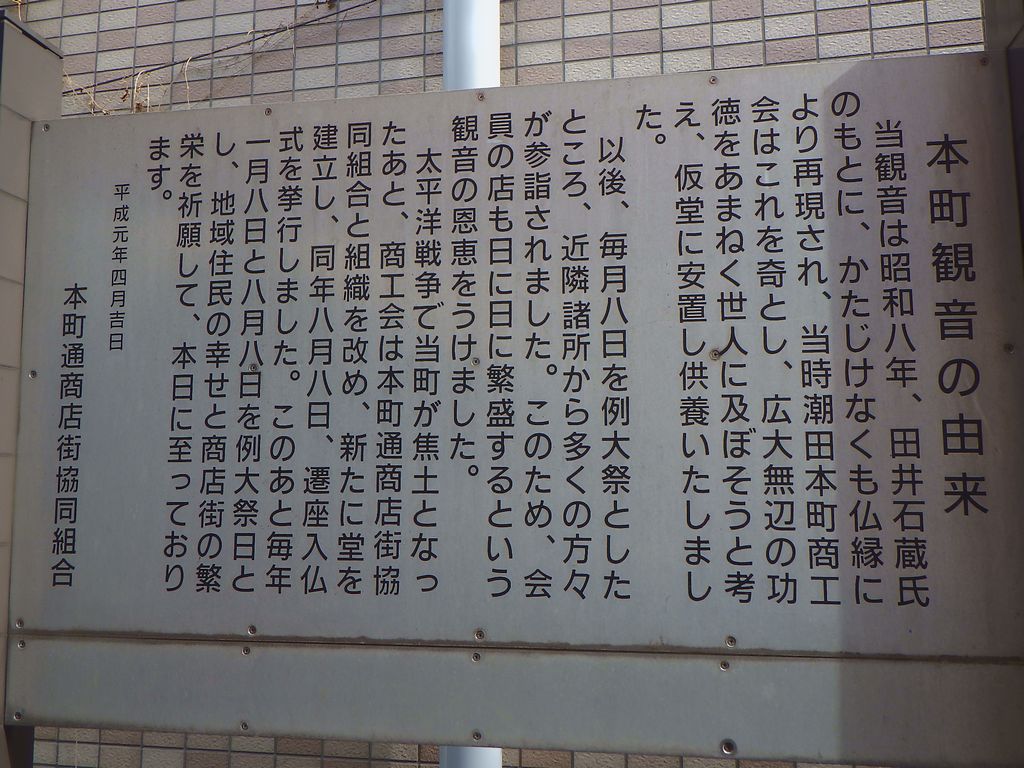 本町観音の由来
当観音は昭和八年、田井石蔵氏
のもとに、かたじけなくも仏縁に
より再現され、当時潮田本町商工
会はこれを奇とし、広大無辺の功
徳をあまねく世人に及ぼそうと考
え、仮堂に安置し供養いたしまし
た。
以後、毎月八日を例大祭とした
ところ、近隣諸所から多くの方々
が参詣されました。このため、会
員の店も日に日に繁盛するという
観音の恩恵をうけました。
太平洋戦争で当町が焦土となっ
たあと、商工会は本町通商店街協
同組合と組織を改め、新たに堂を
建立し、同年八月八日、遷座入仏
式を挙行しました。このあと毎年
一月八日と八月八日を例大祭日と
し、地域住民の幸せと商店街の繁
栄を祈願して、本日に至っており
ます。
平成元年四月吉日
本町通商店街協同組合